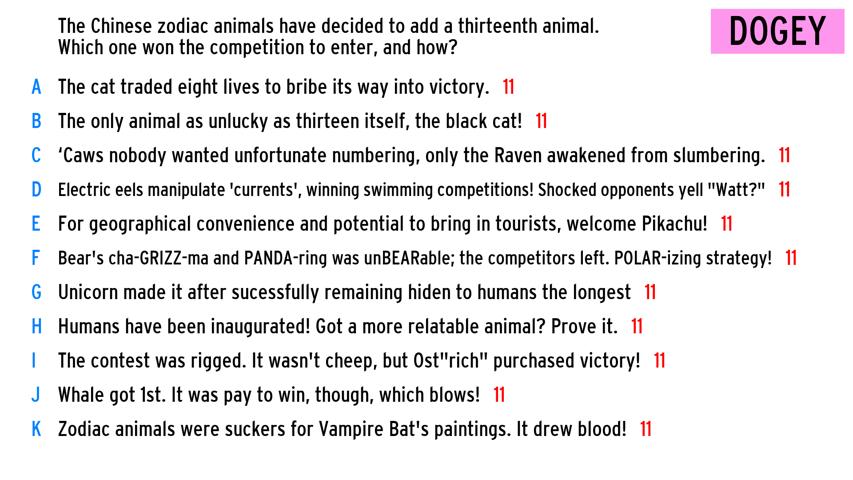 The Chinese zodiac animals have decided to add a thirteenth animal.
Which one won the competition to enter, and how?
DOGEY
A The cat traded eight lives to bribe its way into victory. 11
B The only animal as unlucky as thirteen itself, the black cat! 11
C ‘Caws nobody wanted unfortunate numbering, only the Raven awakened from slumbering. 11
D Electric eels manipulate 'currents', winning swimming competitions! Shocked opponents yell "Watt?" 11
E For geographical convenience and potential to bring in tourists, welcome Pikachu! 11
F Bear's cha-GRIZZ-ma and PANDA-ring was unBEARable; the competitors left. POLAR-izing strategy! 11
G Unicorn made it after sucessfully remaining hiden to humans the longest 11
H Humans have been inaugurated! Got a more relatable animal? Prove it. 11
I The contest was rigged. It wasn't cheep, but Ost"rich" purchased victory! 11
J Whale got 1st. It was pay to win, though, which blows! 11
K Zodiac animals were suckers for Vampire Bat's paintings. It drew blood! 11